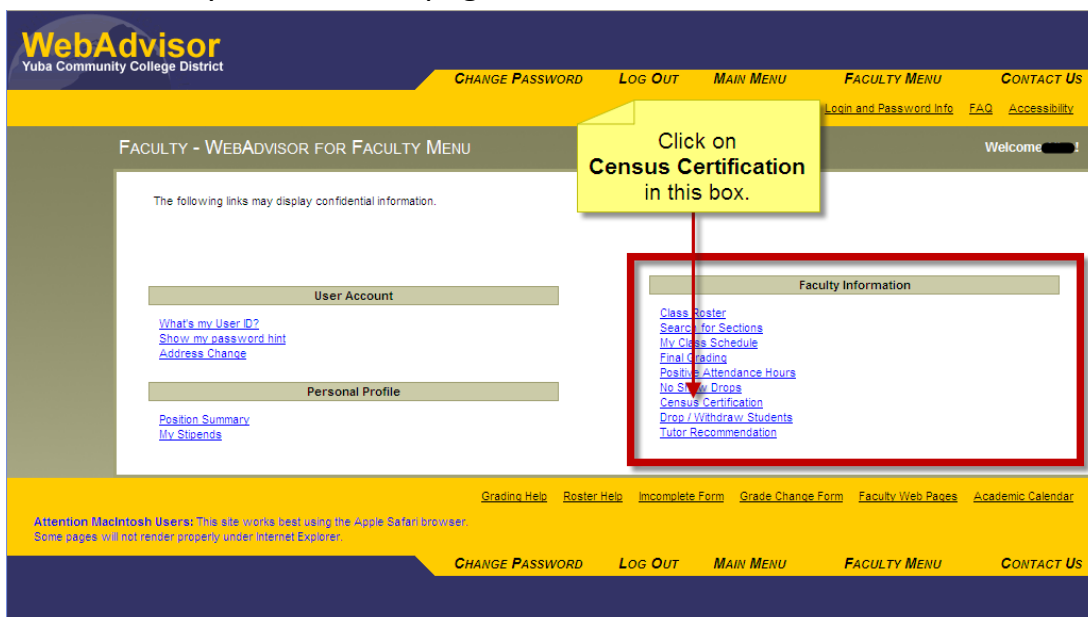 WebAdvisor
Yuba Community College District
CHANGE PASSWORD LOG OUT MAIN MENU FACULTY MENU CONTACT US
Login and Password Info FAQ Accessibility
FACULTY - WEBADVISOR FOR FACULTY MENU
Welcome !
Click on
Census Certification
in this box.
The following links may display confidential information.
User Account
What's my User ID?
Show my password hint
Address Change
Personal Profile
Position Summary
My Stipends
Faculty Information
Class Roster
Search for Sections
My Class Schedule
Final Grading
Positive Attendance Hours
No Show Drops
Census Certification
Drop / Withdraw Students
Tutor Recommendation
Grading Help Roster Help Imcomplete Form Grade Change Form Faculty Web Pages Academic Calendar
Attention MacIntosh Users: This site works best using the Apple Safari browser.
Some pages will not render properly under Internet Explorer.
CHANGE PASSWORD LOG OUT MAIN MENU FACULTY MENU CONTACT US